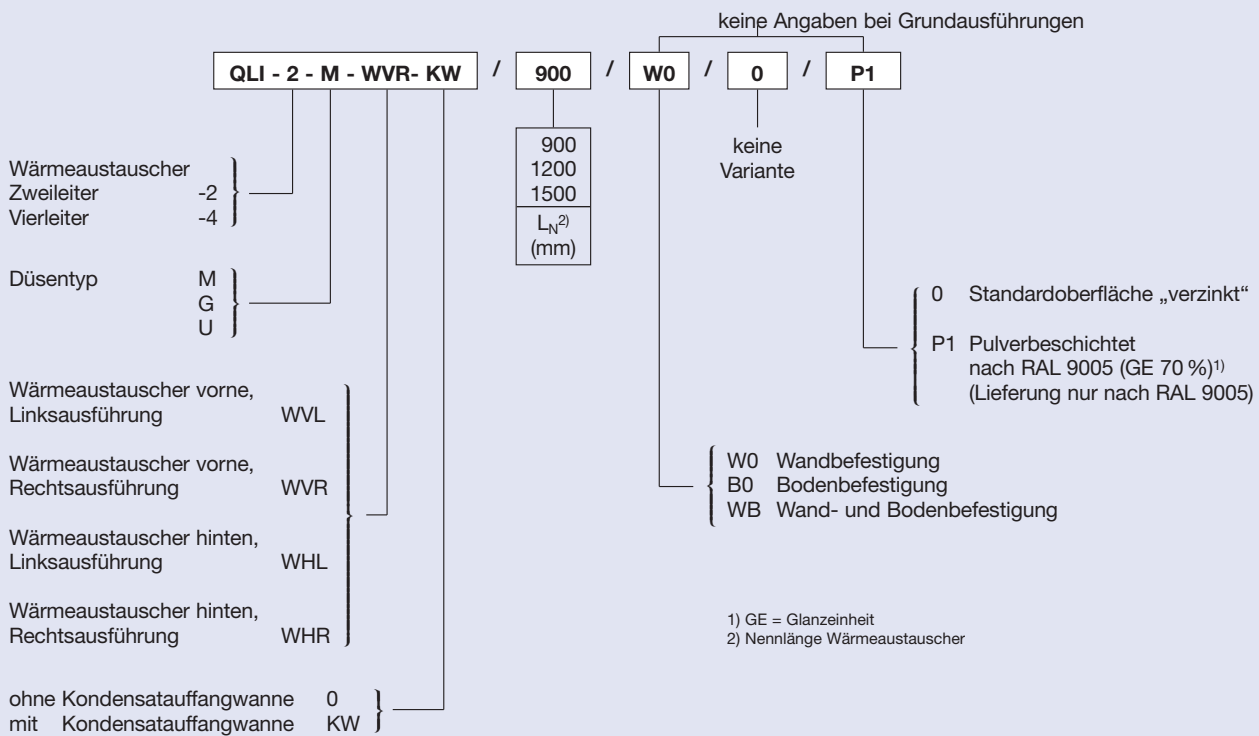 keine Angaben bei Grundausführungen
QLI - 2 - M - WVR- KW / 900 / W0 / 0 / P1
900
1200
1500
LN2)
(mm)
keine
Variante
Wärmeaustauscher
Zweileiter -2
Vierleiter -4
Düsentyp M
G
U
0 Standardoberfläche „verzinkt“
P1 Pulverbeschichtet
nach RAL 9005 (GE 70 %)1)
(Lieferung nur nach RAL 9005)
Wärmeaustauscher vorne,
Linksausführung WVL
Wärmeaustauscher vorne,
Rechtsausführung WVR
Wärmeaustauscher hinten,
Linksausführung WHL
Wärmeaustauscher hinten,
Rechtsausführung WHR
W0 Wandbefestigung
B0 Bodenbefestigung
WB Wand- und Bodenbefestigung
1) GE = Glanzeinheit
2) Nennlänge Wärmeaustauscher
ohne Kondensatauffangwanne 0
mit Kondensatauffangwanne KW